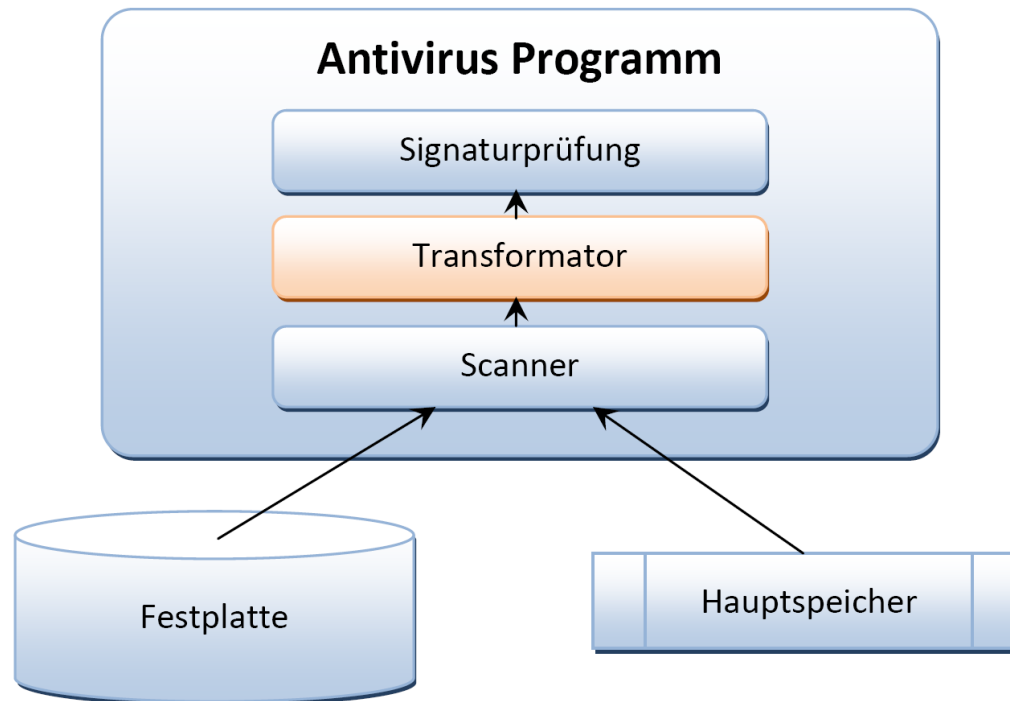 Antivirus Programm
Signaturprüfung
Transformator
Scanner
Festplatte
Hauptspeicher